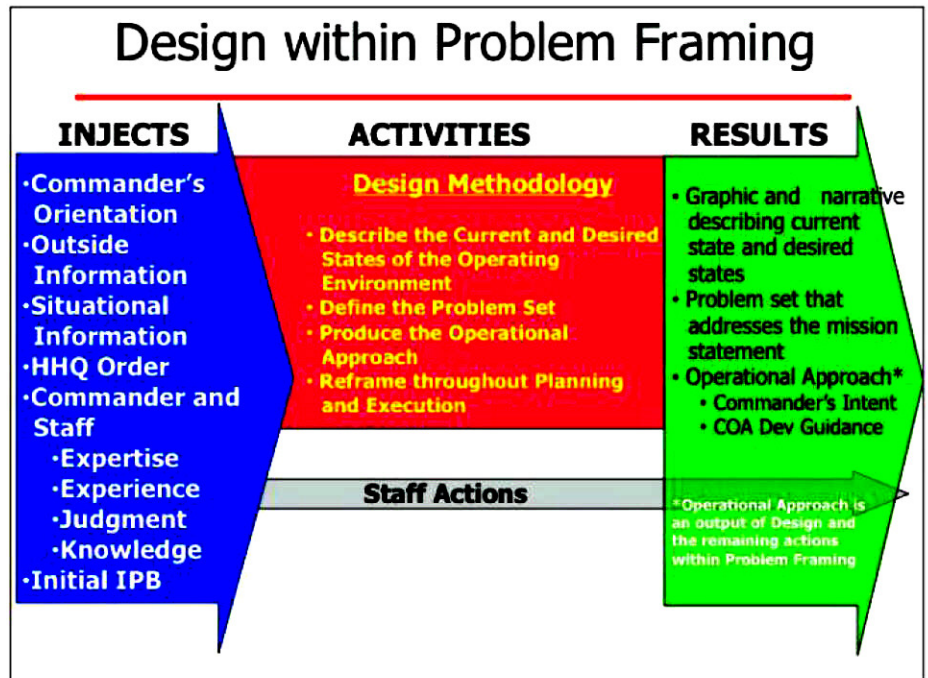 Design within Problem Framing
INJECTS
·Commander's
Orientation
·Outside
Information
·Situational
Information
·HHQ Order
·Commander and
Staff
·Expertise
·Experience
·Judgment
·Knowledge
·Initial IPB
ACTIVITIES
Design Methodology
· Describe the Current and Desired
States of the Operating
Environment
· Define the Problem Set
· Produce the Operational
Approach
· Reframe throughout Planning
and Execution
Staff Actions
RESULTS
• Graphic and narrative
describing current
state and desired
states
• Problem set that
addresses the mission
statement
• Operational Approach*
• Commander's Intent
• COA Dev Guidance
*Operational Approach is
an output of Design and
the remaining actions
within Problem Framing